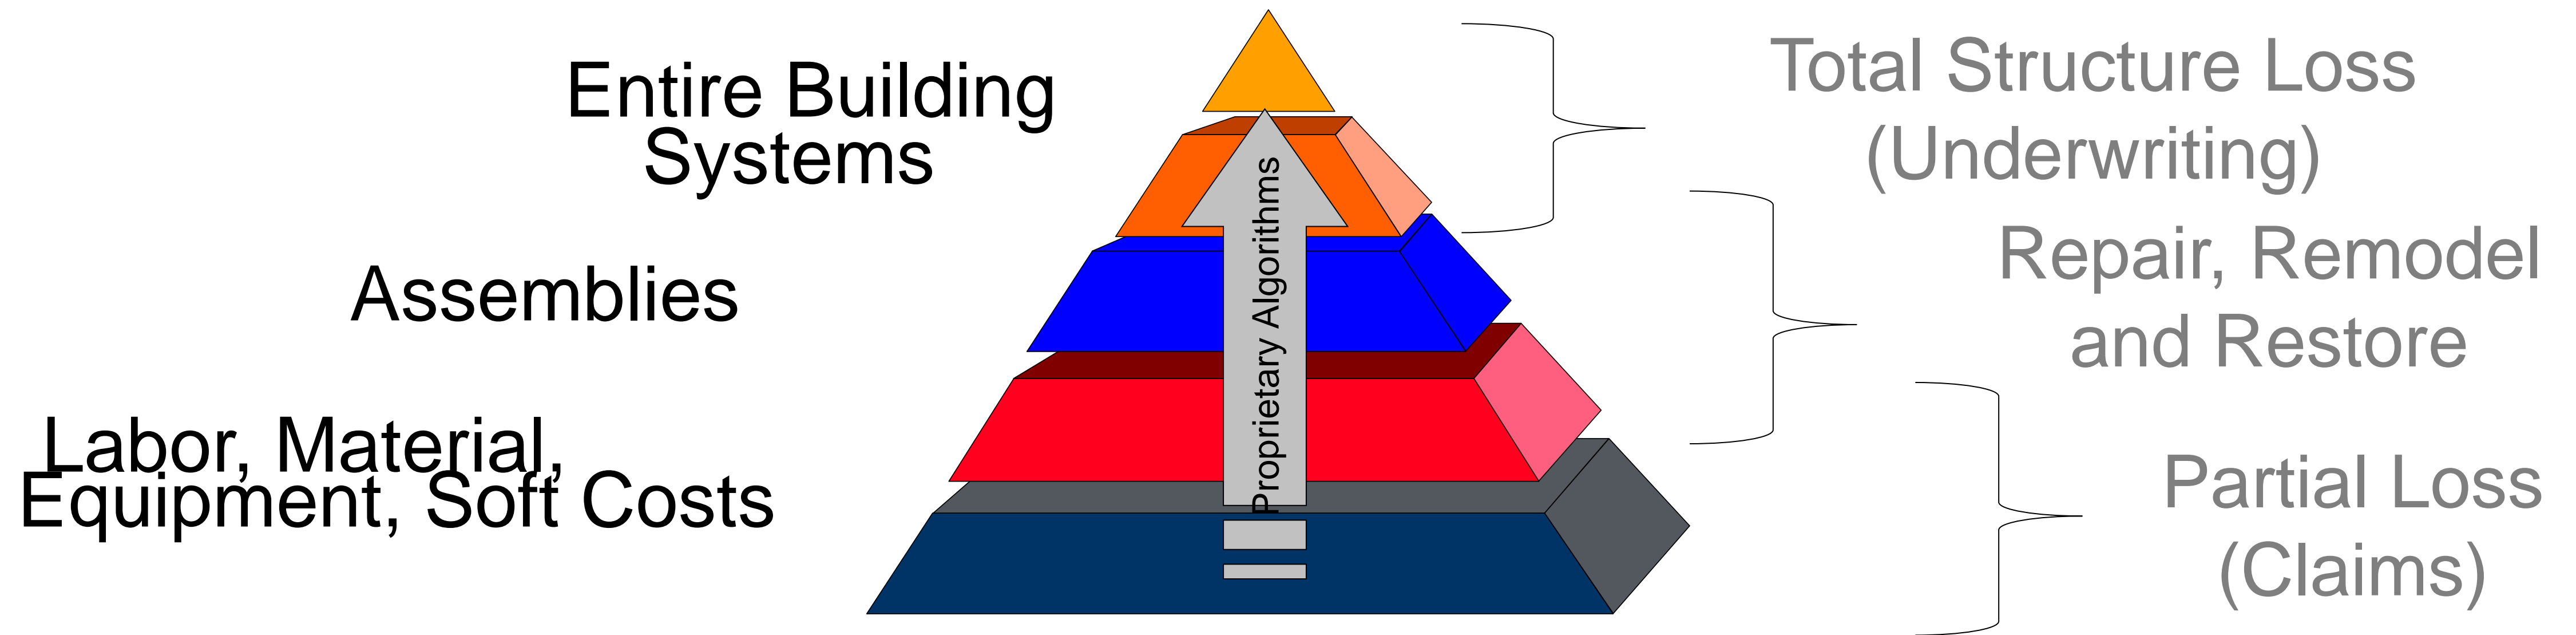 Entire Building
Systems
Assemblies
Labor, Material,
Equipment, Soft Costs
Proprietary Algorithms
Total Structure Loss
(Underwriting)
Repair, Remodel
and Restore
Partial Loss
(Claims)